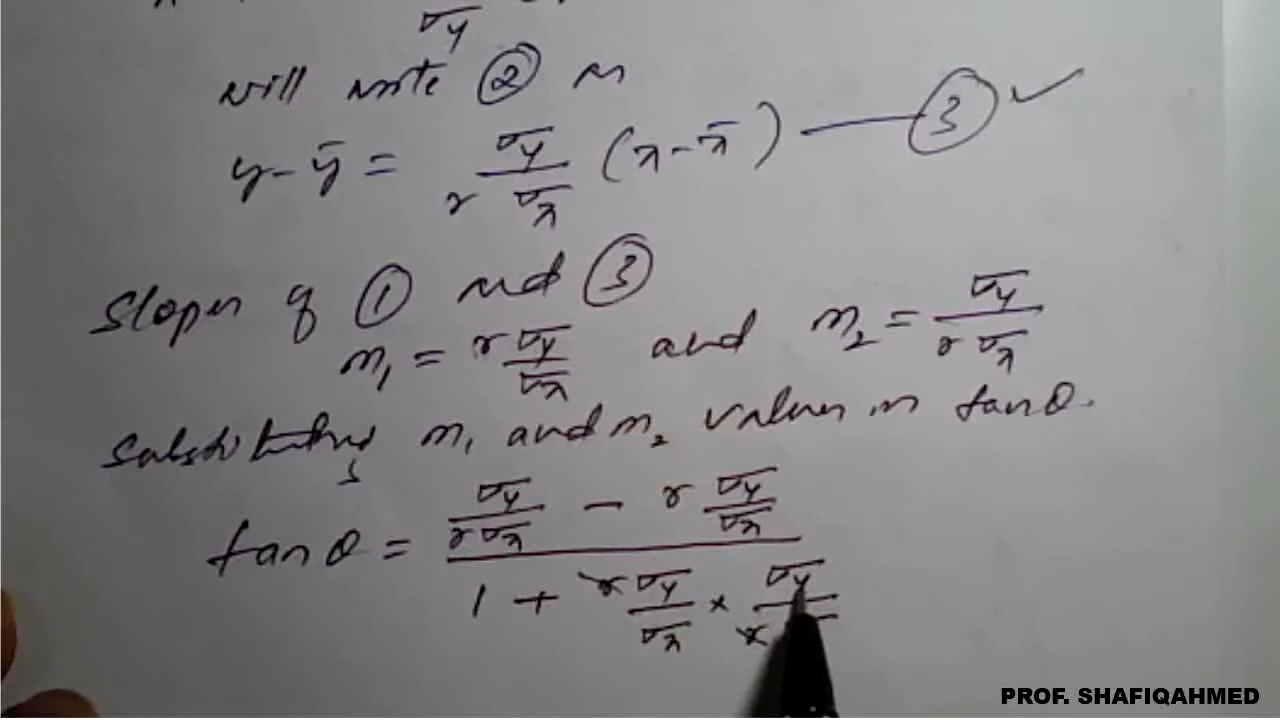 σy
will write ② as
y - ȳ = σy / r σx (x - x̄) — ③ ✓
Slopes of ① and ③
m₁ = r σy / σx and m₂ = σy / r σx
Substituting m₁ and m₂ values in tanθ.
tanθ = (σy / r σx - r σy / σx) / (1 + r σy / σx × σy / r
PROF. SHAFIQAHMED